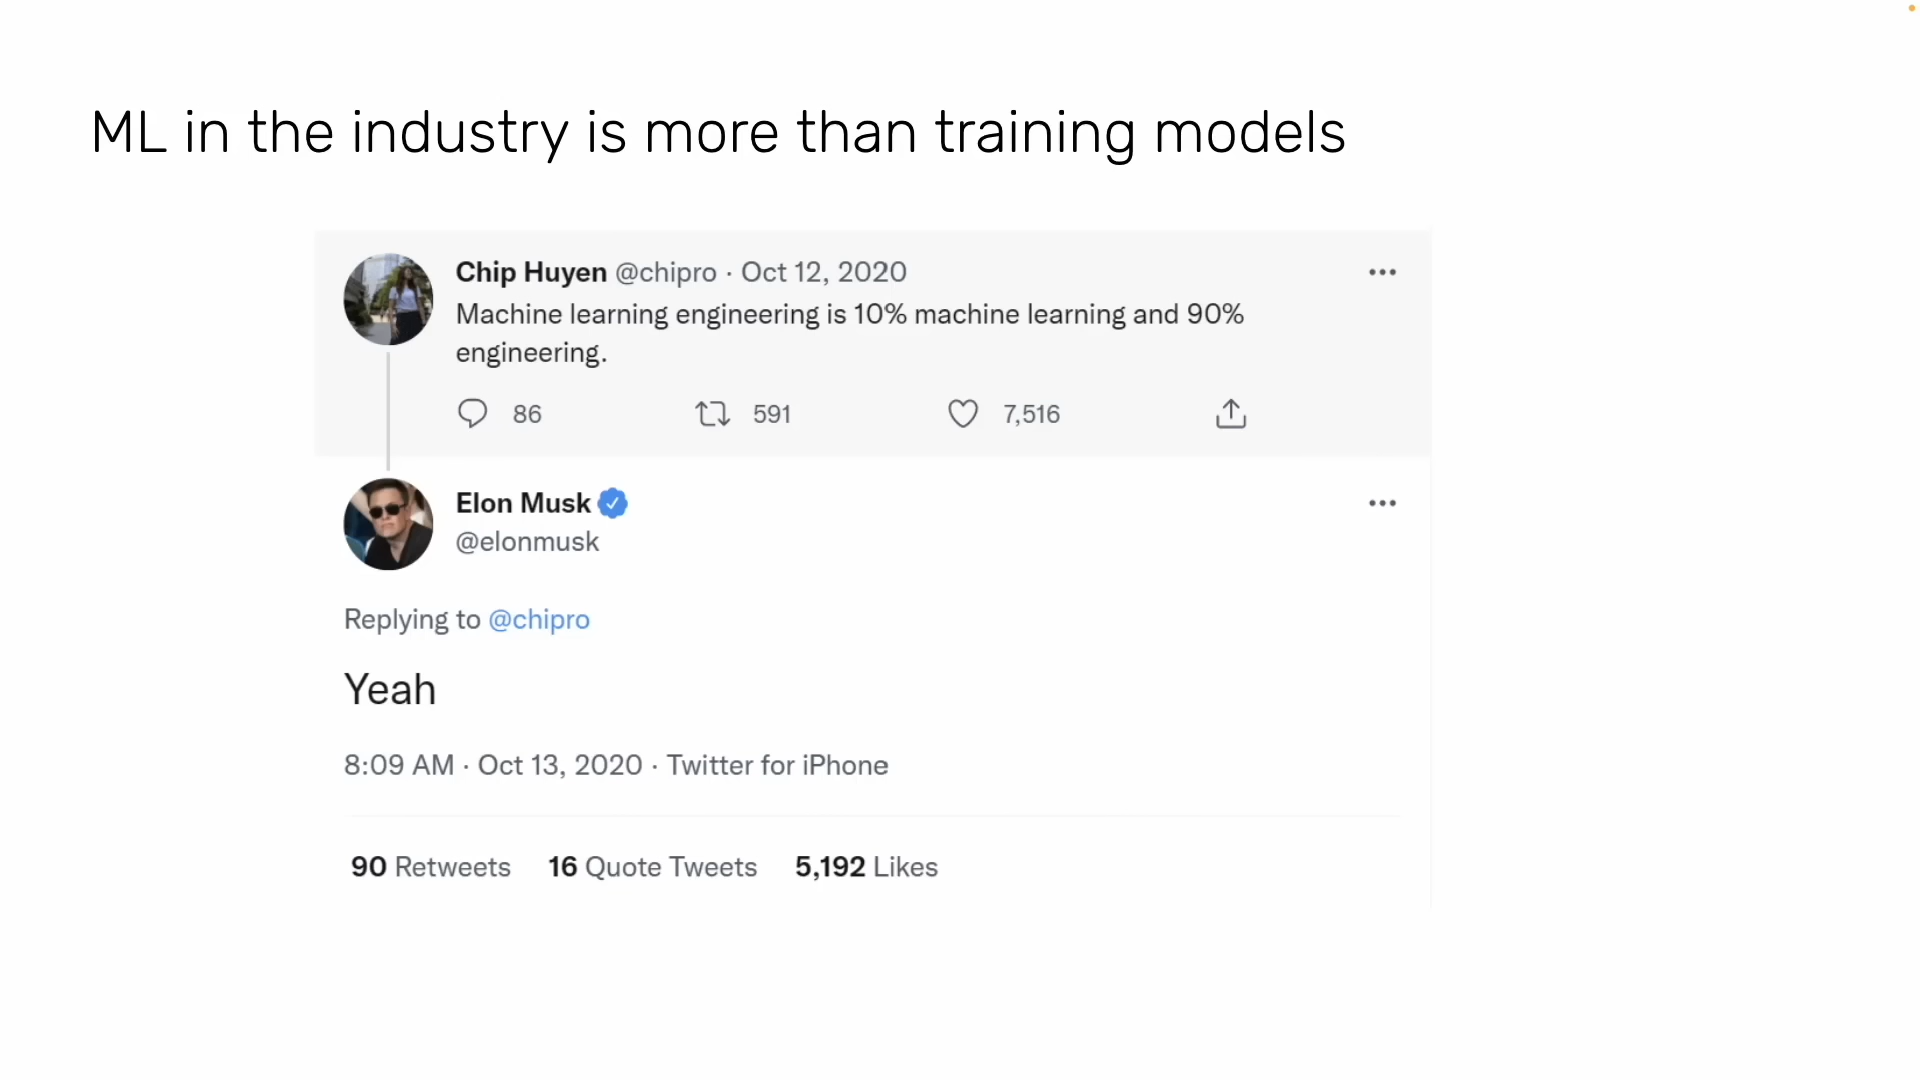 ML in the industry is more than training models
Chip Huyen @chipro · Oct 12, 2020
Machine learning engineering is 10% machine learning and 90%
engineering.
86 591 7,516
Elon Musk
@elonmusk
Replying to @chipro
Yeah
8:09 AM · Oct 13, 2020 · Twitter for iPhone
90 Retweets 16 Quote Tweets 5,192 Likes